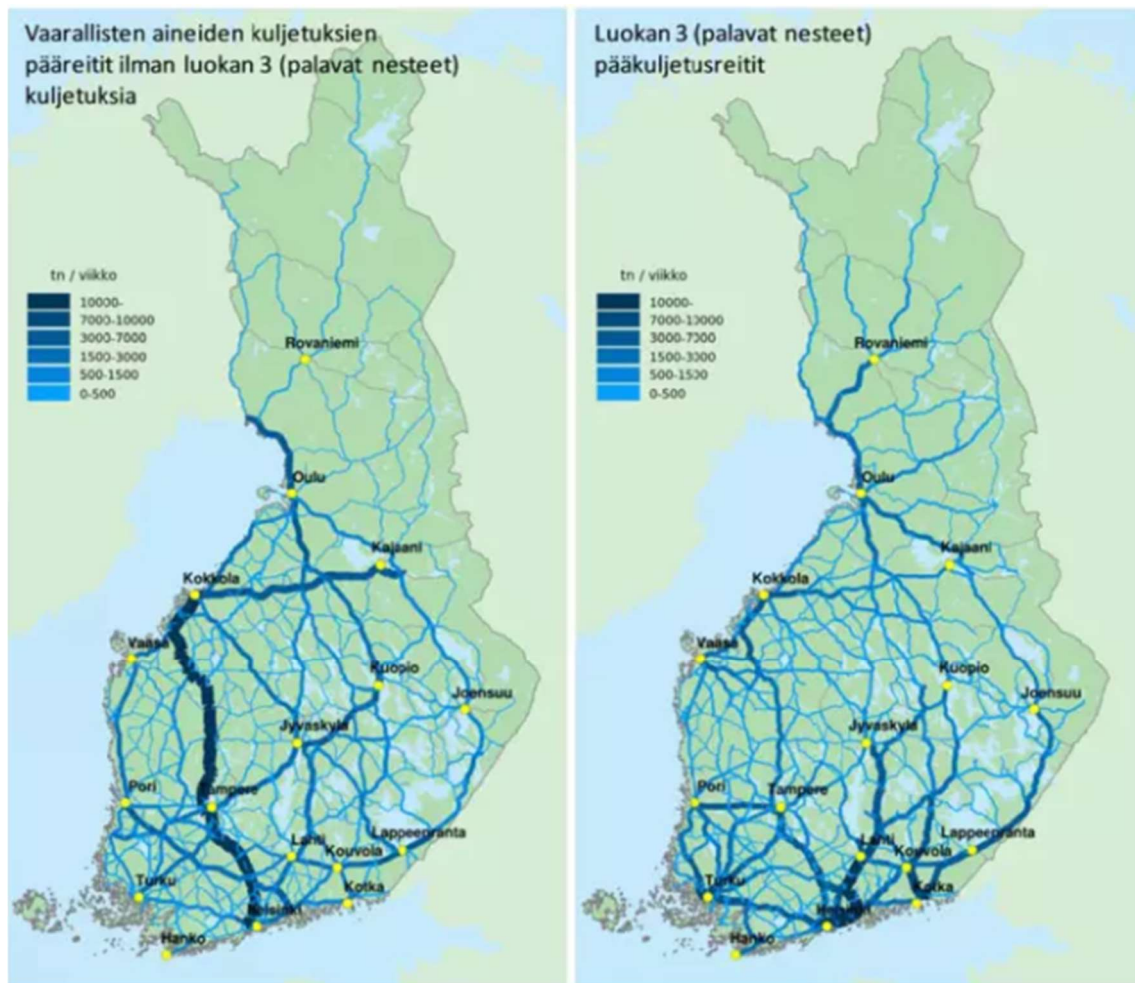 Vaarallisten aineiden kuljetuksien
pääreitit ilman luokan 3 (palavat nesteet)
kuljetuksia
tn / viikko
10000-
7000-10000
3000-7000
1500-3000
500-1500
0-500
Rovaniemi
Oulu
Kajaani
Kokkola
Vaasa
Kuopio
Joensuu
Jyvaskyla
Pori
Tampere
Lahti
Kouvola
Lappeenranta
Turku
Kotka
Helsinki
Hanko
Luokan 3 (palavat nesteet)
pääkuljetusreitit
tn / viikko
10000-
7000-10000
3000-7000
1500-3000
500-1500
0-500
Rovaniemi
Oulu
Kajaani
Kokkola
Vaasa
Kuopio
Joensuu
Jyvaskyla
Pori
Tampere
Lahti
Kouvola
Lappeenranta
Turku
Kotka
Helsinki
Hanko